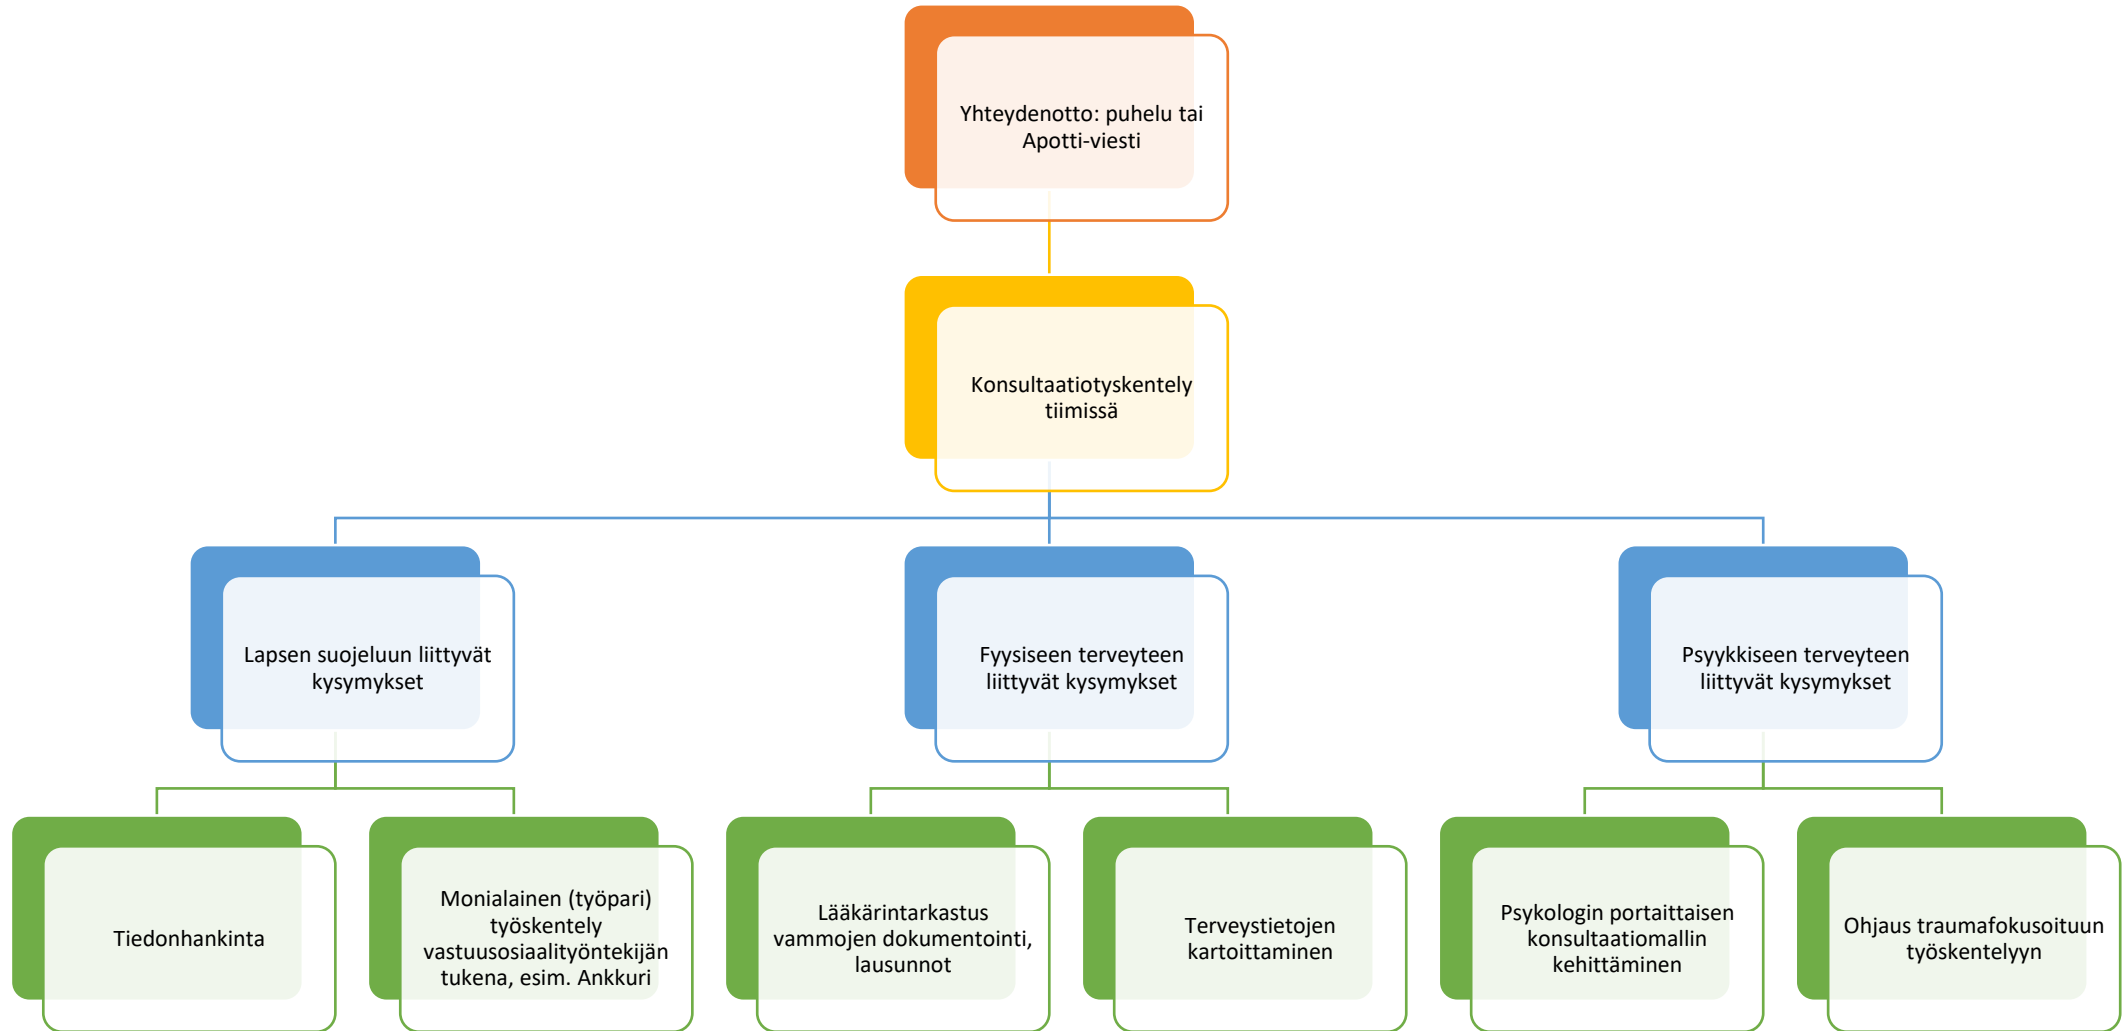 Yhteydenotto: puhelu tai
Apotti-viesti
Konsultaatiotyskentely
tiimissä
Lapsen suojeluun liittyvät
kysymykset
Fyysiseen terveyteen
liittyvät kysymykset
Psyykkiseen terveyteen
liittyvät kysymykset
Tiedonhankinta
Monialainen (työpari)
työskentely
vastuusosiaalityöntekijän
tukena, esim. Ankkuri
Lääkärintarkastus
vammojen dokumentointi,
lausunnot
Terveystietojen
kartoittaminen
Psykologin portaittaisen
konsultaatiomallin
kehittäminen
Ohjaus traumafokusoituun
työskentelyyn